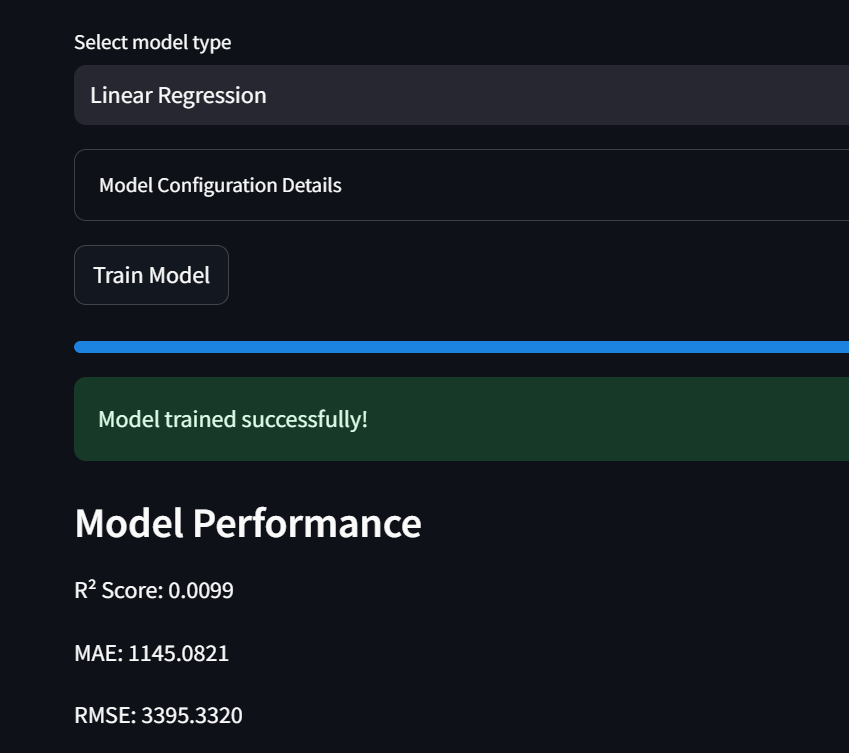 Select model type
Linear Regression
Model Configuration Details
Train Model
Model trained successfully!
Model Performance
R² Score: 0.0099
MAE: 1145.0821
RMSE: 3395.3320